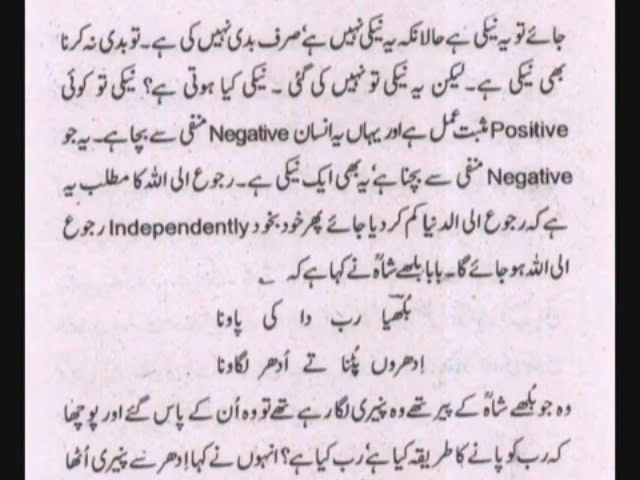 جائے تو یہ نیکی ہے حالانکہ یہ نیکی نہیں ہے، صرف بدی نہیں کی ہے۔ تو بدی نہ کرنا
بھی نیکی ہے۔ لیکن یہ نیکی تو نہیں کی گئی ۔ نیکی کیا ہوتی ہے؟ نیکی تو کوئی
Positive مثبت عمل ہے اور یہاں یہ انسان Negative منفی سے بچا ہے۔ یہ جو
Negative منفی سے بچنا ہے، یہ بھی ایک نیکی ہے۔ رجوع الی اللہ کا مطلب یہ
ہے کہ رجوع الی الدنیا کم کر دیا جائے پھر خود بخود Independently رجوع
الی اللہ ہو جائے گا۔ بابا بلھے شاہؒ نے کہا ہے کہ ؎
بُلّھیا رب دا کی پاونا
اِدھروں پُٹنا تے اُدھر لگاونا
وہ جو بلھے شاہؒ کے پیر تھے وہ پنیری لگا رہے تھے تو وہ اُن کے پاس گئے اور پوچھا
کہ رب کو پانے کا طریقہ کیا ہے، رب کیا ہے؟ انہوں نے کہا اِدھر سے پنیری اُٹھا